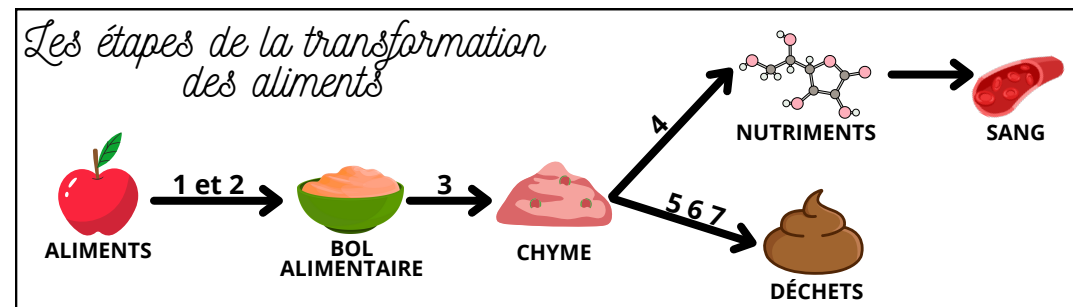 Les étapes de la transformation
des aliments
ALIMENTS
1 et 2
BOL
ALIMENTAIRE
3
CHYME
4
NUTRIMENTS
SANG
5 6 7
DÉCHETS